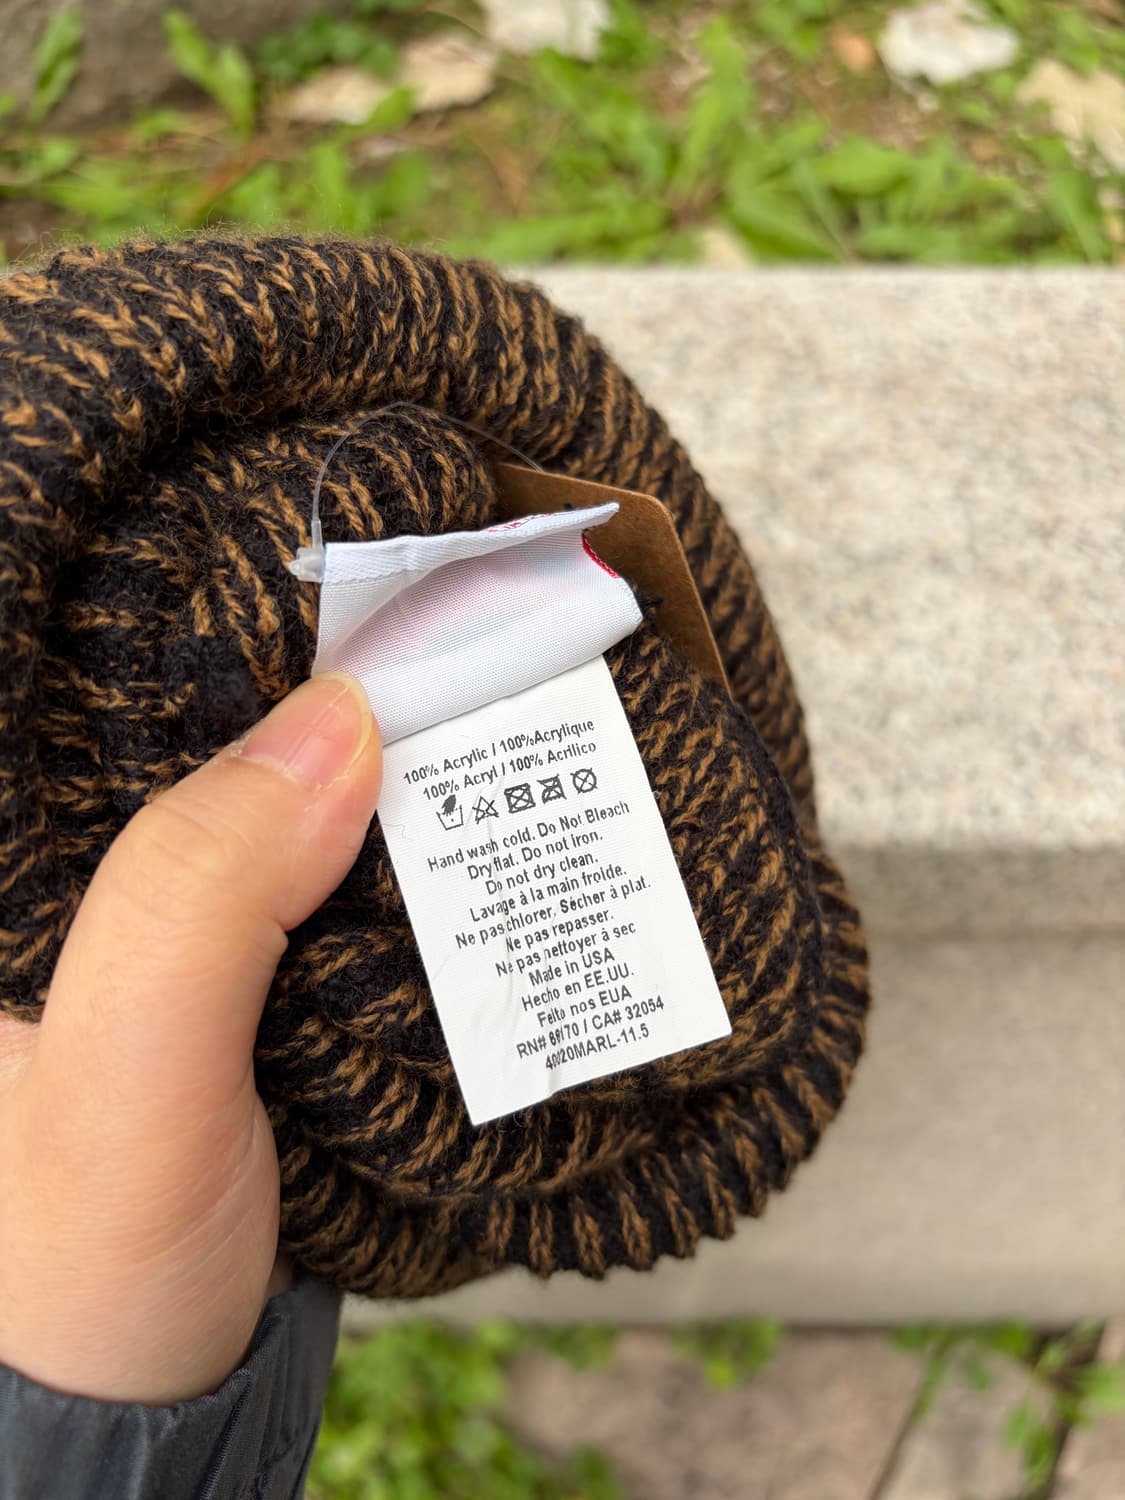 100% Acrylic / 100%Acrylique
100% Acryl / 100% Acrilico
Hand wash cold. Do Not Bleach
Dry flat. Do not iron.
Do not dry clean.
Lavage à la main froide.
Ne pas chlorer. Sécher à plat.
Ne pas repasser.
Ne pas nettoyer à sec
Made in USA
Hecho en EE.UU.
Feito nos EUA
RN# / CA# 32054